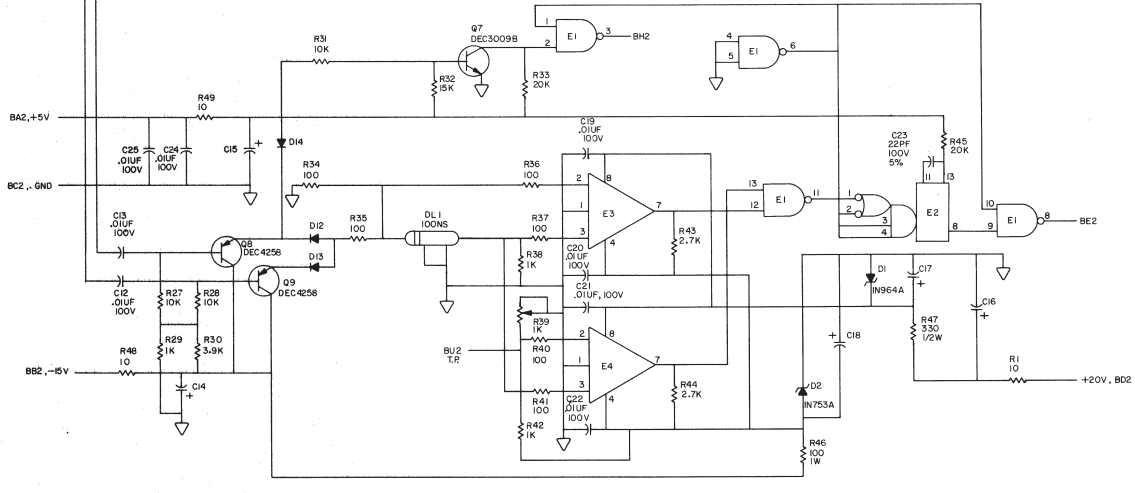 Q7
DEC3009B
1
2
E1
3
BH2
4
5
E1
6
R31
10K
R32
15K
R33
20K
R49
10
BA2,+5V
C25
.01UF
100V
C24
.01UF
100V
C15
+
D14
C19
.01UF
100V
C23
22PF
100V
5%
R45
20K
11
13
E2
8
BC2,- GND
R34
100
R36
100
2
8
1
E3
7
3
4
13
12
E1
11
1
2
3
4
10
9
E1
8
BE2
C13
.01UF
100V
Q8
DEC4258
D12
D13
R35
100
DL1
100NS
R37
100
R38
1K
C20
.01UF
100V
C21
.01UF, 100V
R43
2.7K
C12
.01UF
100V
Q9
DEC4258
R27
10K
R28
10K
R29
1K
R30
3.9K
R48
10
BB2,-15V
C14
+
BU2
T.P.
R39
1K
R40
100
2
8
1
E4
7
3
4
R41
100
R42
1K
C22
.01UF
100V
R44
2.7K
D1
IN964A
C17
+
C16
+
C18
+
R47
330
1/2W
R1
10
+20V, BD2
D2
IN753A
R46
100
1W